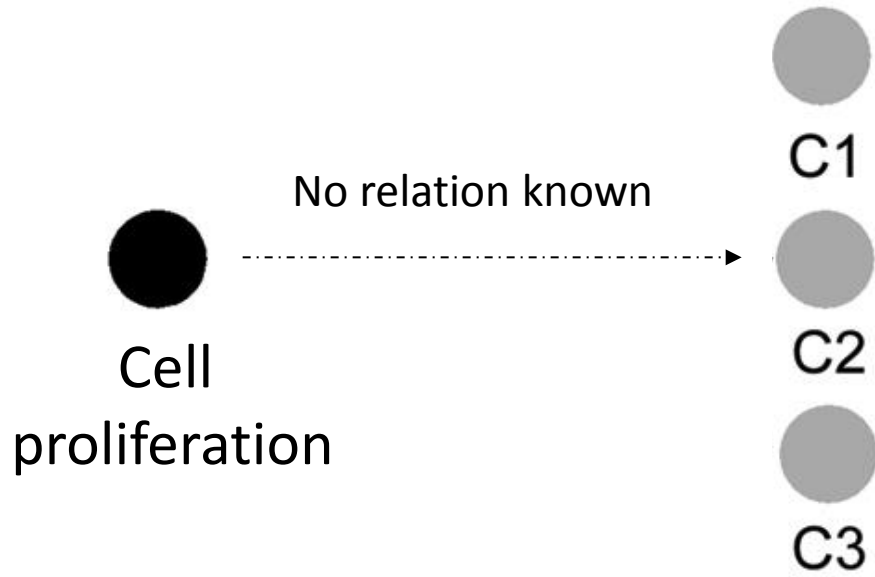 No relation known
Cell
proliferation
C1
C2
C3